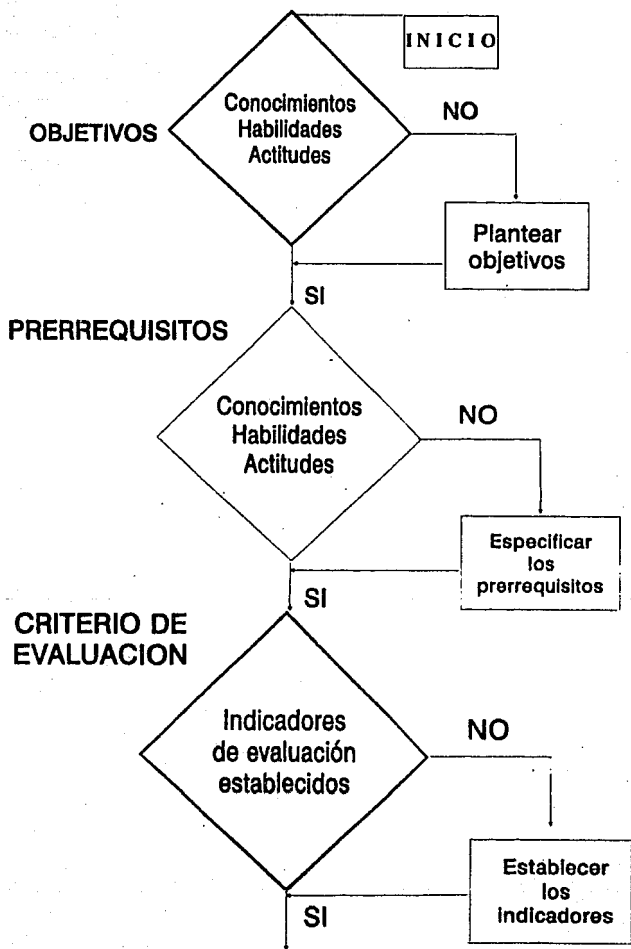 INICIO
Conocimientos
Habilidades
Actitudes
OBJETIVOS
NO
Plantear
objetivos
SI
PRERREQUISITOS
Conocimientos
Habilidades
Actitudes
NO
Especificar
los
prerrequisitos
SI
CRITERIO DE
EVALUACION
Indicadores
de evaluación
establecidos
NO
Establecer
los
indicadores
SI